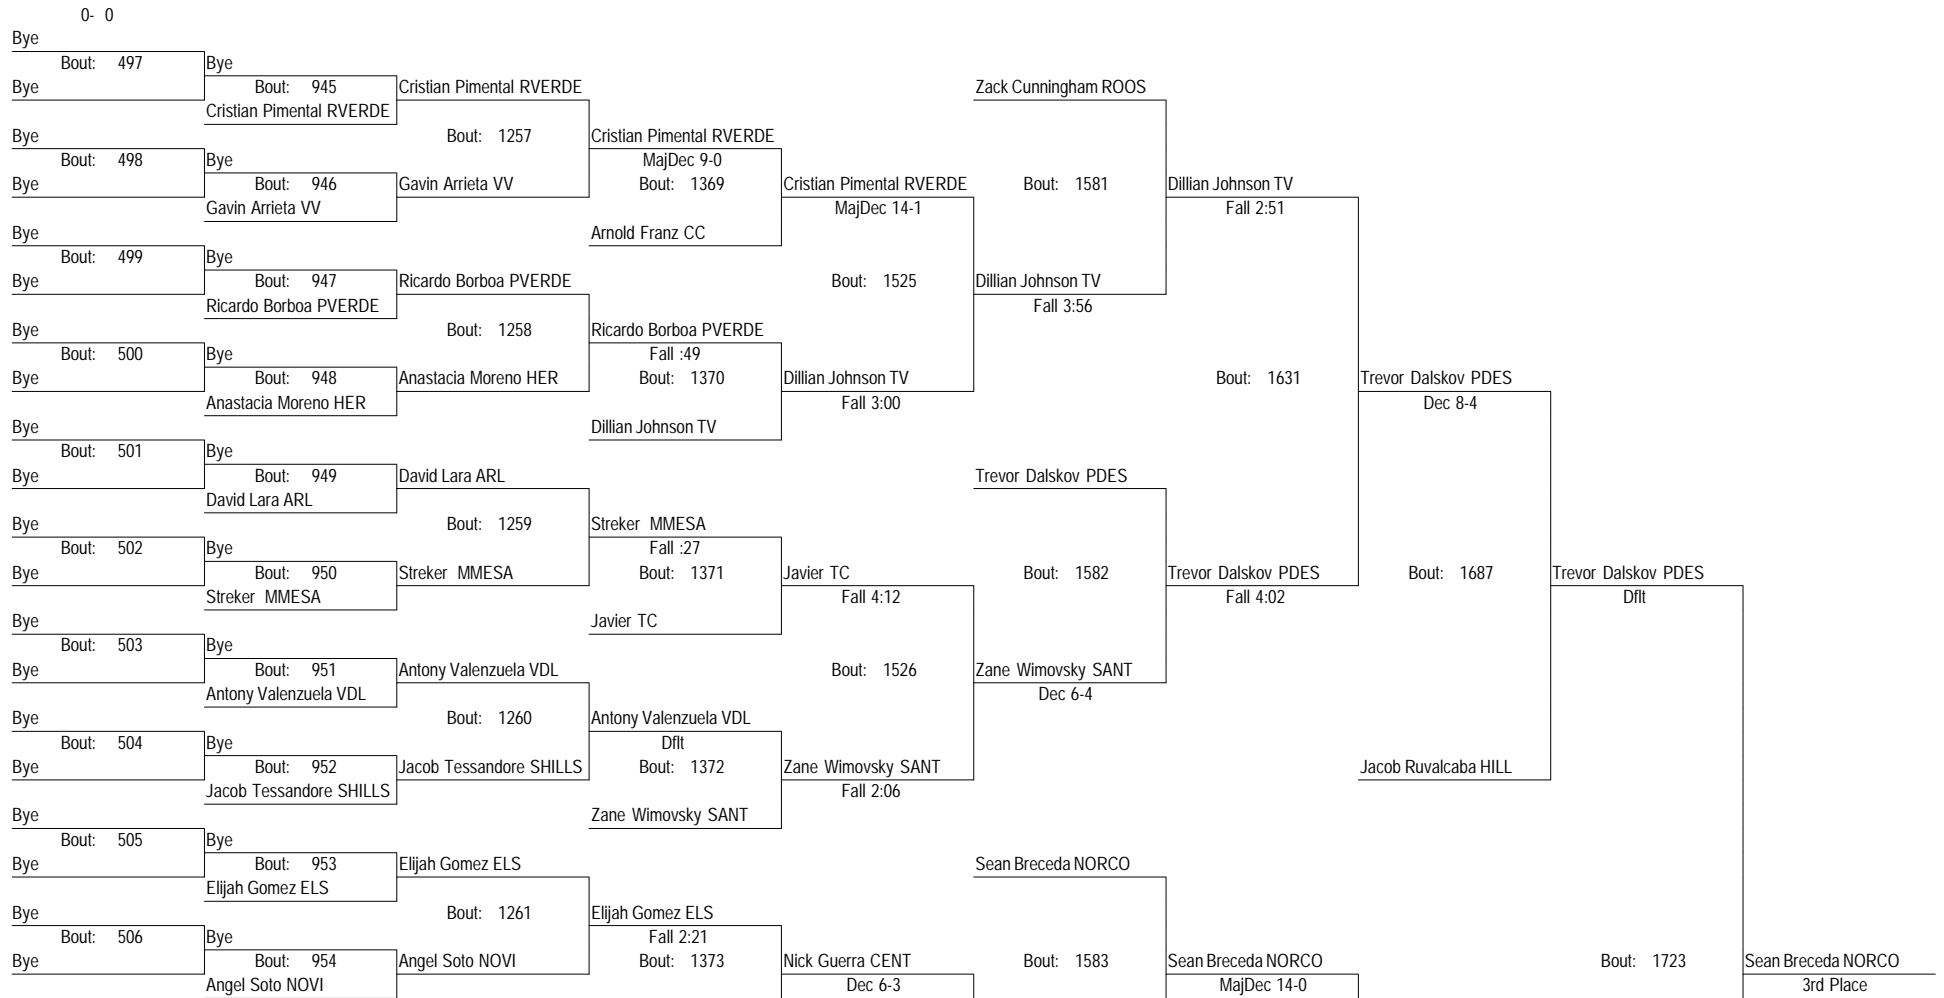 0- 0
Bye
Bout: 497 Bye
Bye Bout: 945 Cristian Pimental RVERDE Zack Cunningham ROOS
Cristian Pimental RVERDE
Bye Bout: 1257 Cristian Pimental RVERDE
Bout: 498 Bye MajDec 9-0
Bye Bout: 946 Gavin Arrieta VV Bout: 1369 Cristian Pimental RVERDE Bout: 1581 Dillian Johnson TV
Gavin Arrieta VV MajDec 14-1 Fall 2:51
Bye Arnold Franz CC
Bout: 499 Bye
Bye Bout: 947 Ricardo Borboa PVERDE Bout: 1525 Dillian Johnson TV
Ricardo Borboa PVERDE Fall 3:56
Bye Bout: 1258 Ricardo Borboa PVERDE
Bout: 500 Bye Fall :49
Bye Bout: 948 Anastacia Moreno HER Bout: 1370 Dillian Johnson TV Bout: 1631 Trevor Dalskov PDES
Anastacia Moreno HER Fall 3:00 Dec 8-4
Bye Dillian Johnson TV
Bout: 501 Bye
Bye Bout: 949 David Lara ARL Trevor Dalskov PDES
David Lara ARL
Bye Bout: 1259 Streker MMESA
Bout: 502 Bye Fall :27
Bye Bout: 950 Streker MMESA Bout: 1371 Javier TC Bout: 1582 Trevor Dalskov PDES Bout: 1687 Trevor Dalskov PDES
Streker MMESA Fall 4:12 Fall 4:02 Dflt
Bye Javier TC
Bout: 503 Bye
Bye Bout: 951 Antony Valenzuela VDL Bout: 1526 Zane Wimovsky SANT
Antony Valenzuela VDL Dec 6-4
Bye Bout: 1260 Antony Valenzuela VDL
Bout: 504 Bye Dflt
Bye Bout: 952 Jacob Tessandore SHILLS Bout: 1372 Zane Wimovsky SANT Jacob Ruvalcaba HILL
Jacob Tessandore SHILLS Fall 2:06
Bye Zane Wimovsky SANT
Bout: 505 Bye
Bye Bout: 953 Elijah Gomez ELS Sean Breceda NORCO
Elijah Gomez ELS
Bye Bout: 1261 Elijah Gomez ELS
Bout: 506 Bye Fall 2:21
Bye Bout: 954 Angel Soto NOVI Bout: 1373 Nick Guerra CENT Bout: 1583 Sean Breceda NORCO Bout: 1723 Sean Breceda NORCO
Angel Soto NOVI Dec 6-3 MajDec 14-0 3rd Place